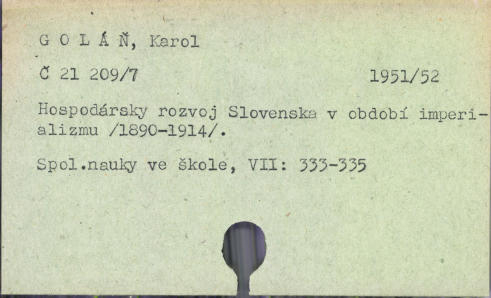 G O L Á Ň, Karol
Č 21 209/7 1951/52
Hospodársky rozvoj Slovenska v období imperi-
alizmu /1890-1914/.
Spol.nauky ve škole, VII: 333-335